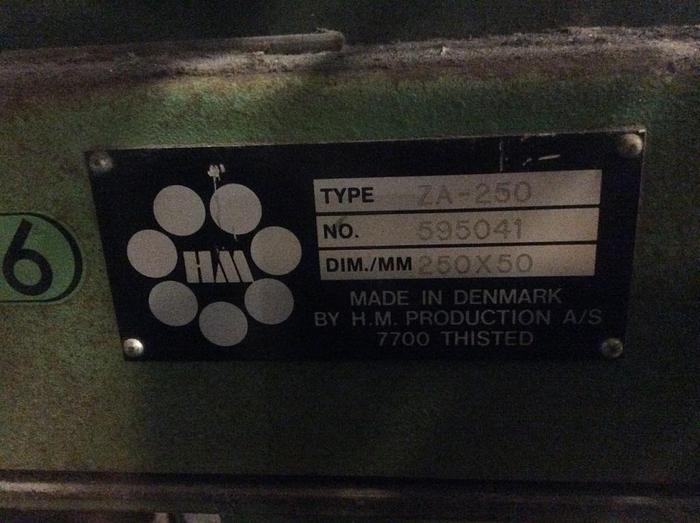 6
HM
TYPE ZA-250
NO. 595041
DIM./MM 250X50
MADE IN DENMARK
BY H.M. PRODUCTION A/S
7700 THISTED